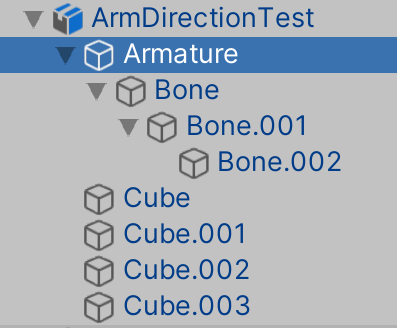 ArmDirectionTest
Armature
Bone
Bone.001
Bone.002
Cube
Cube.001
Cube.002
Cube.003